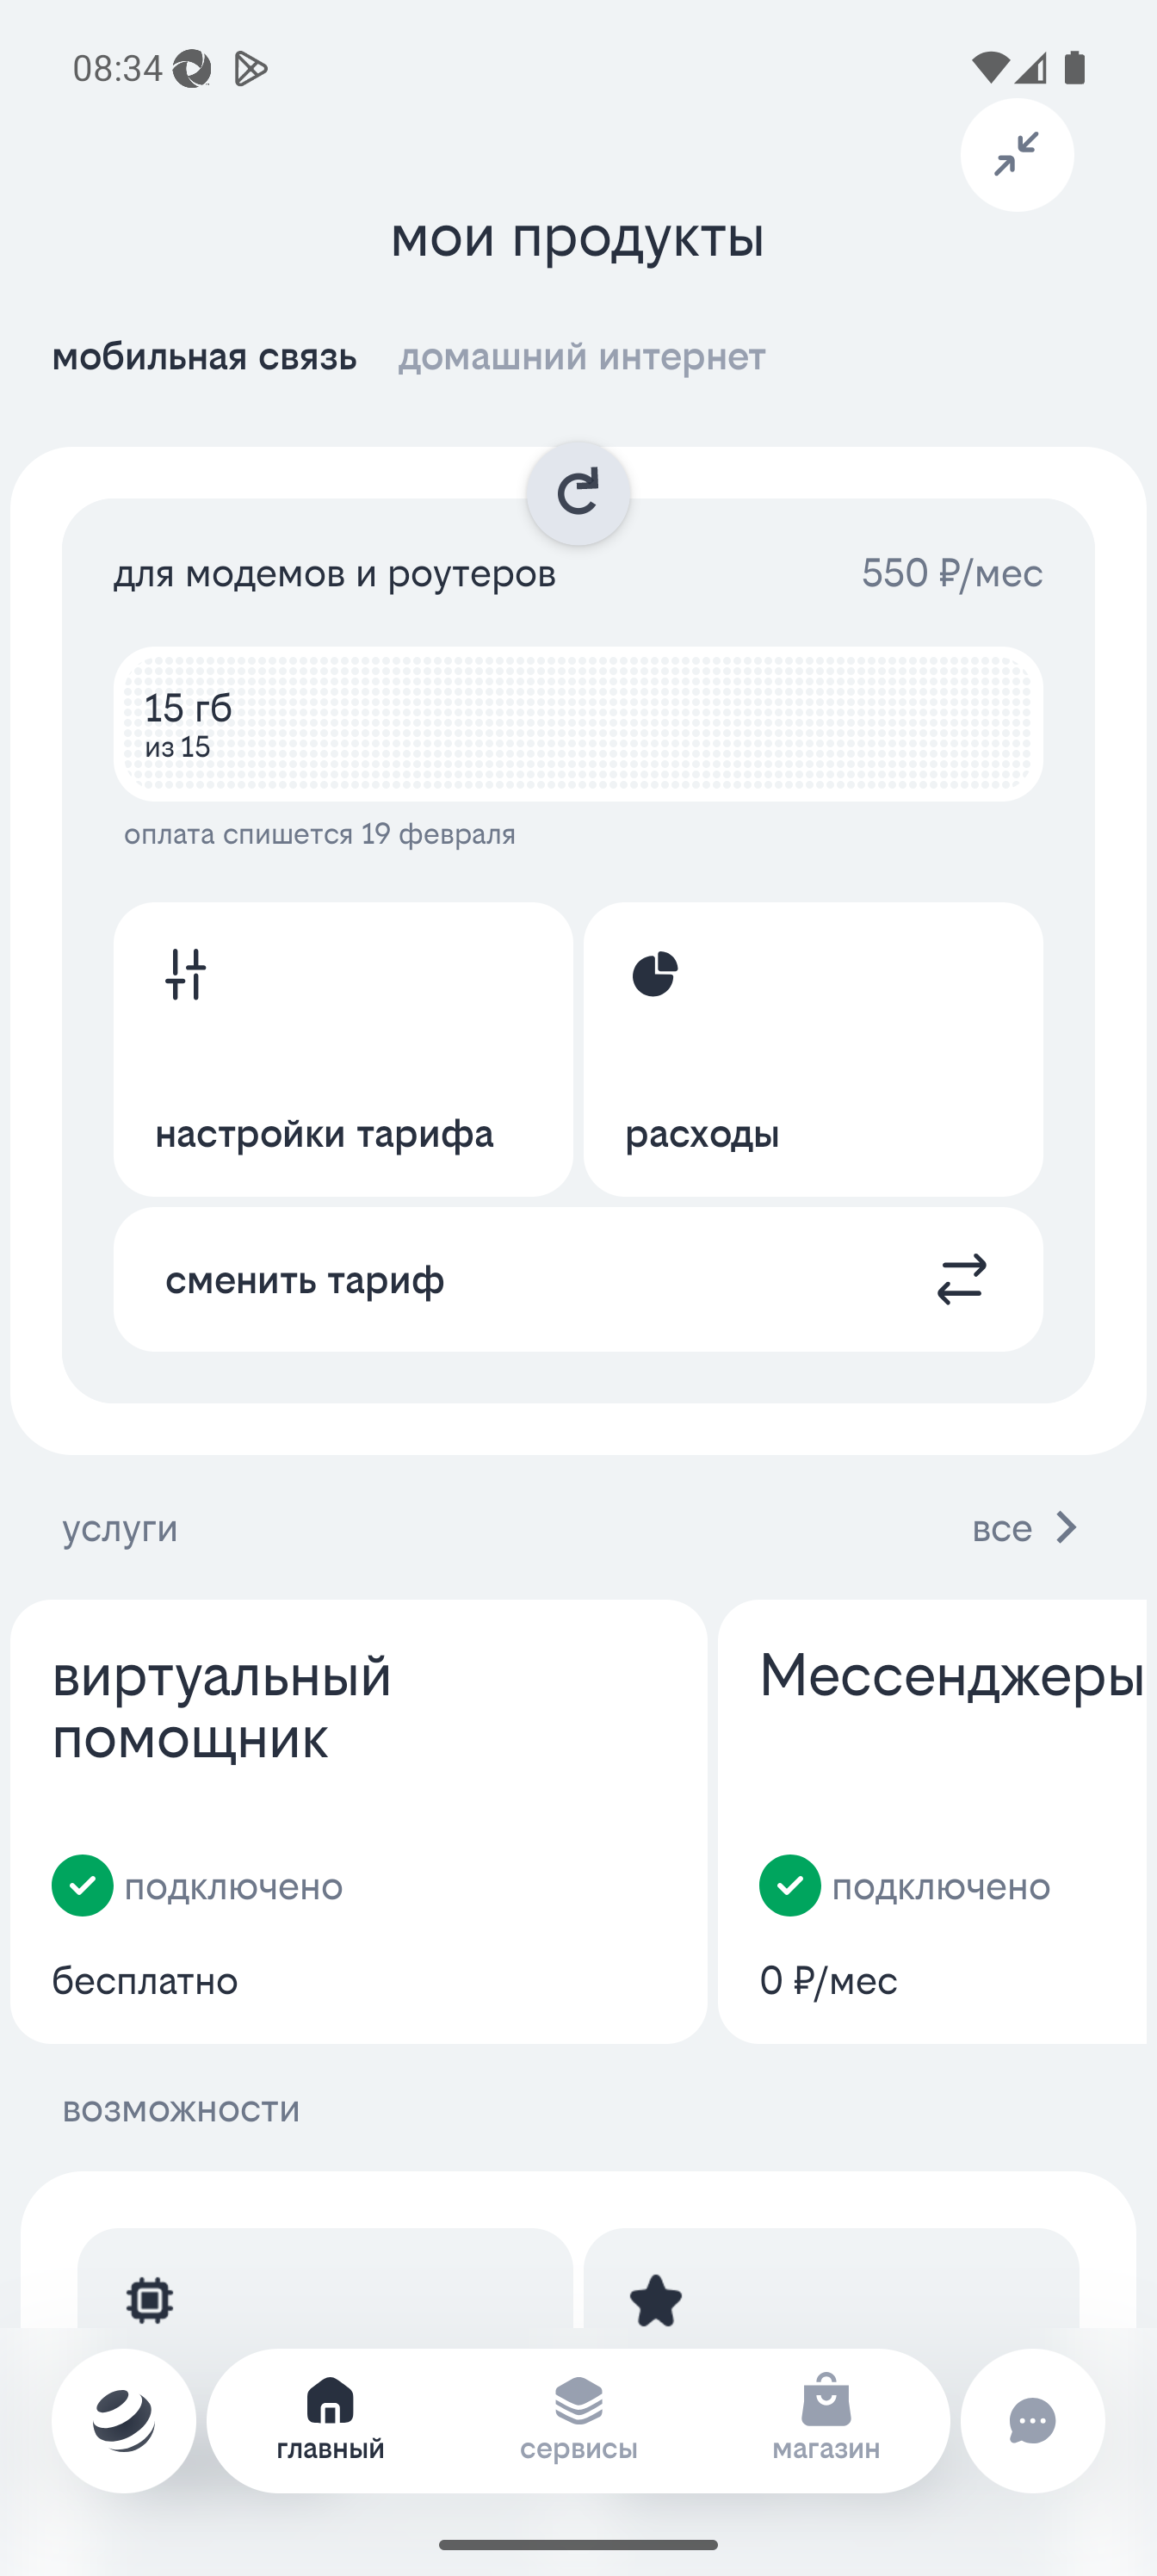 08:34
мои продукты
мобильная связь домашний интернет
для модемов и роутеров 550 ₽/мес
15 гб
из 15
оплата спишется 19 февраля
настройки тарифа расходы
сменить тариф
услуги все
виртуальный
помощник
подключено
бесплатно
Мессенджеры
подключено
0 ₽/мес
возможности
главный сервисы магазин